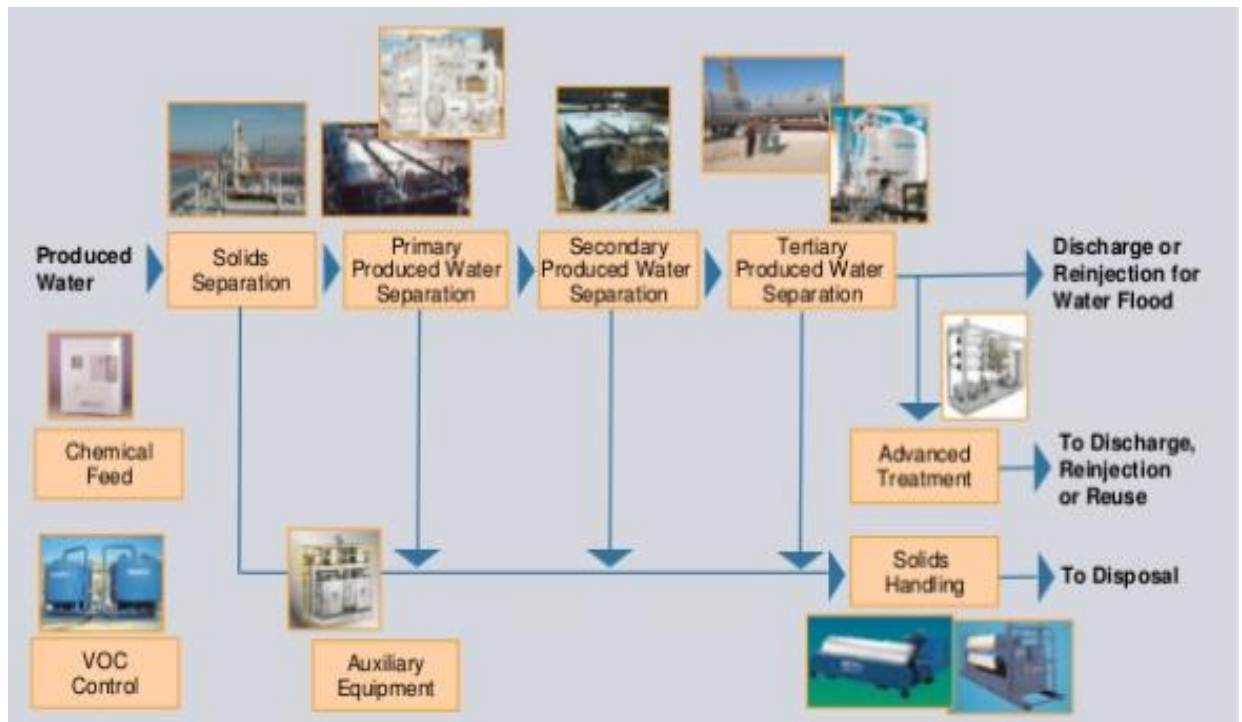 Produced
Water
Solids
Separation
Primary
Produced Water
Separation
Secondary
Produced Water
Separation
Tertiary
Produced Water
Separation
Discharge or
Reinjection for
Water Flood
Chemical
Feed
Advanced
Treatment
To Discharge,
Reinjection
or Reuse
VOC
Control
Auxiliary
Equipment
Solids
Handling
To Disposal